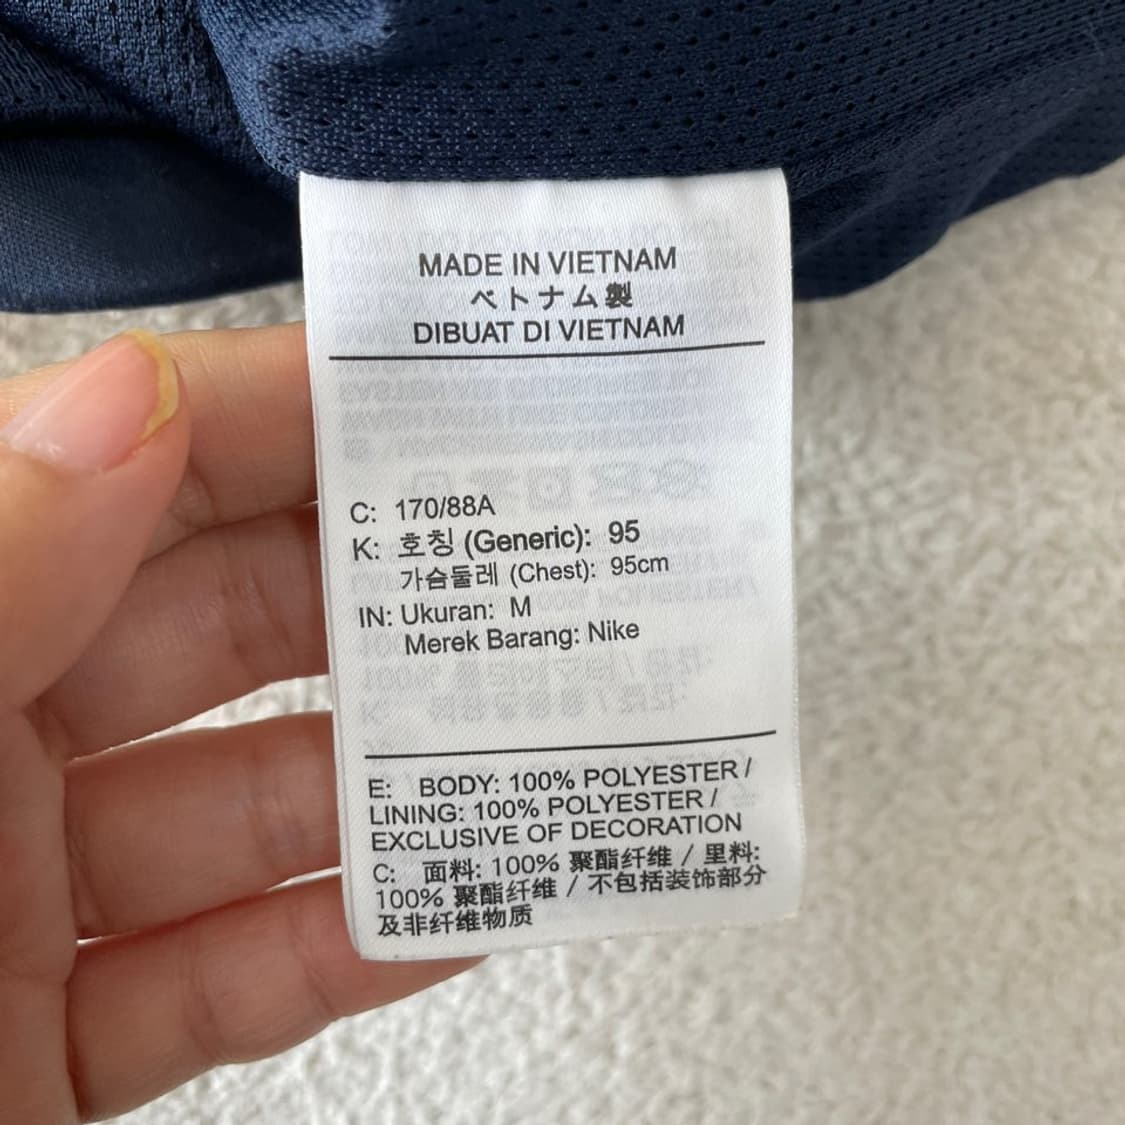 MADE IN VIETNAM
ベトナム製
DIBUAT DI VIETNAM
C: 170/88A
K: 호칭 (Generic): 95
가슴둘레 (Chest): 95cm
IN: Ukuran: M
Merek Barang: Nike
E: BODY: 100% POLYESTER /
LINING: 100% POLYESTER /
EXCLUSIVE OF DECORATION
C: 面料: 100% 聚酯纤维 / 里料:
100% 聚酯纤维 / 不包括装饰部分
及非纤维物质